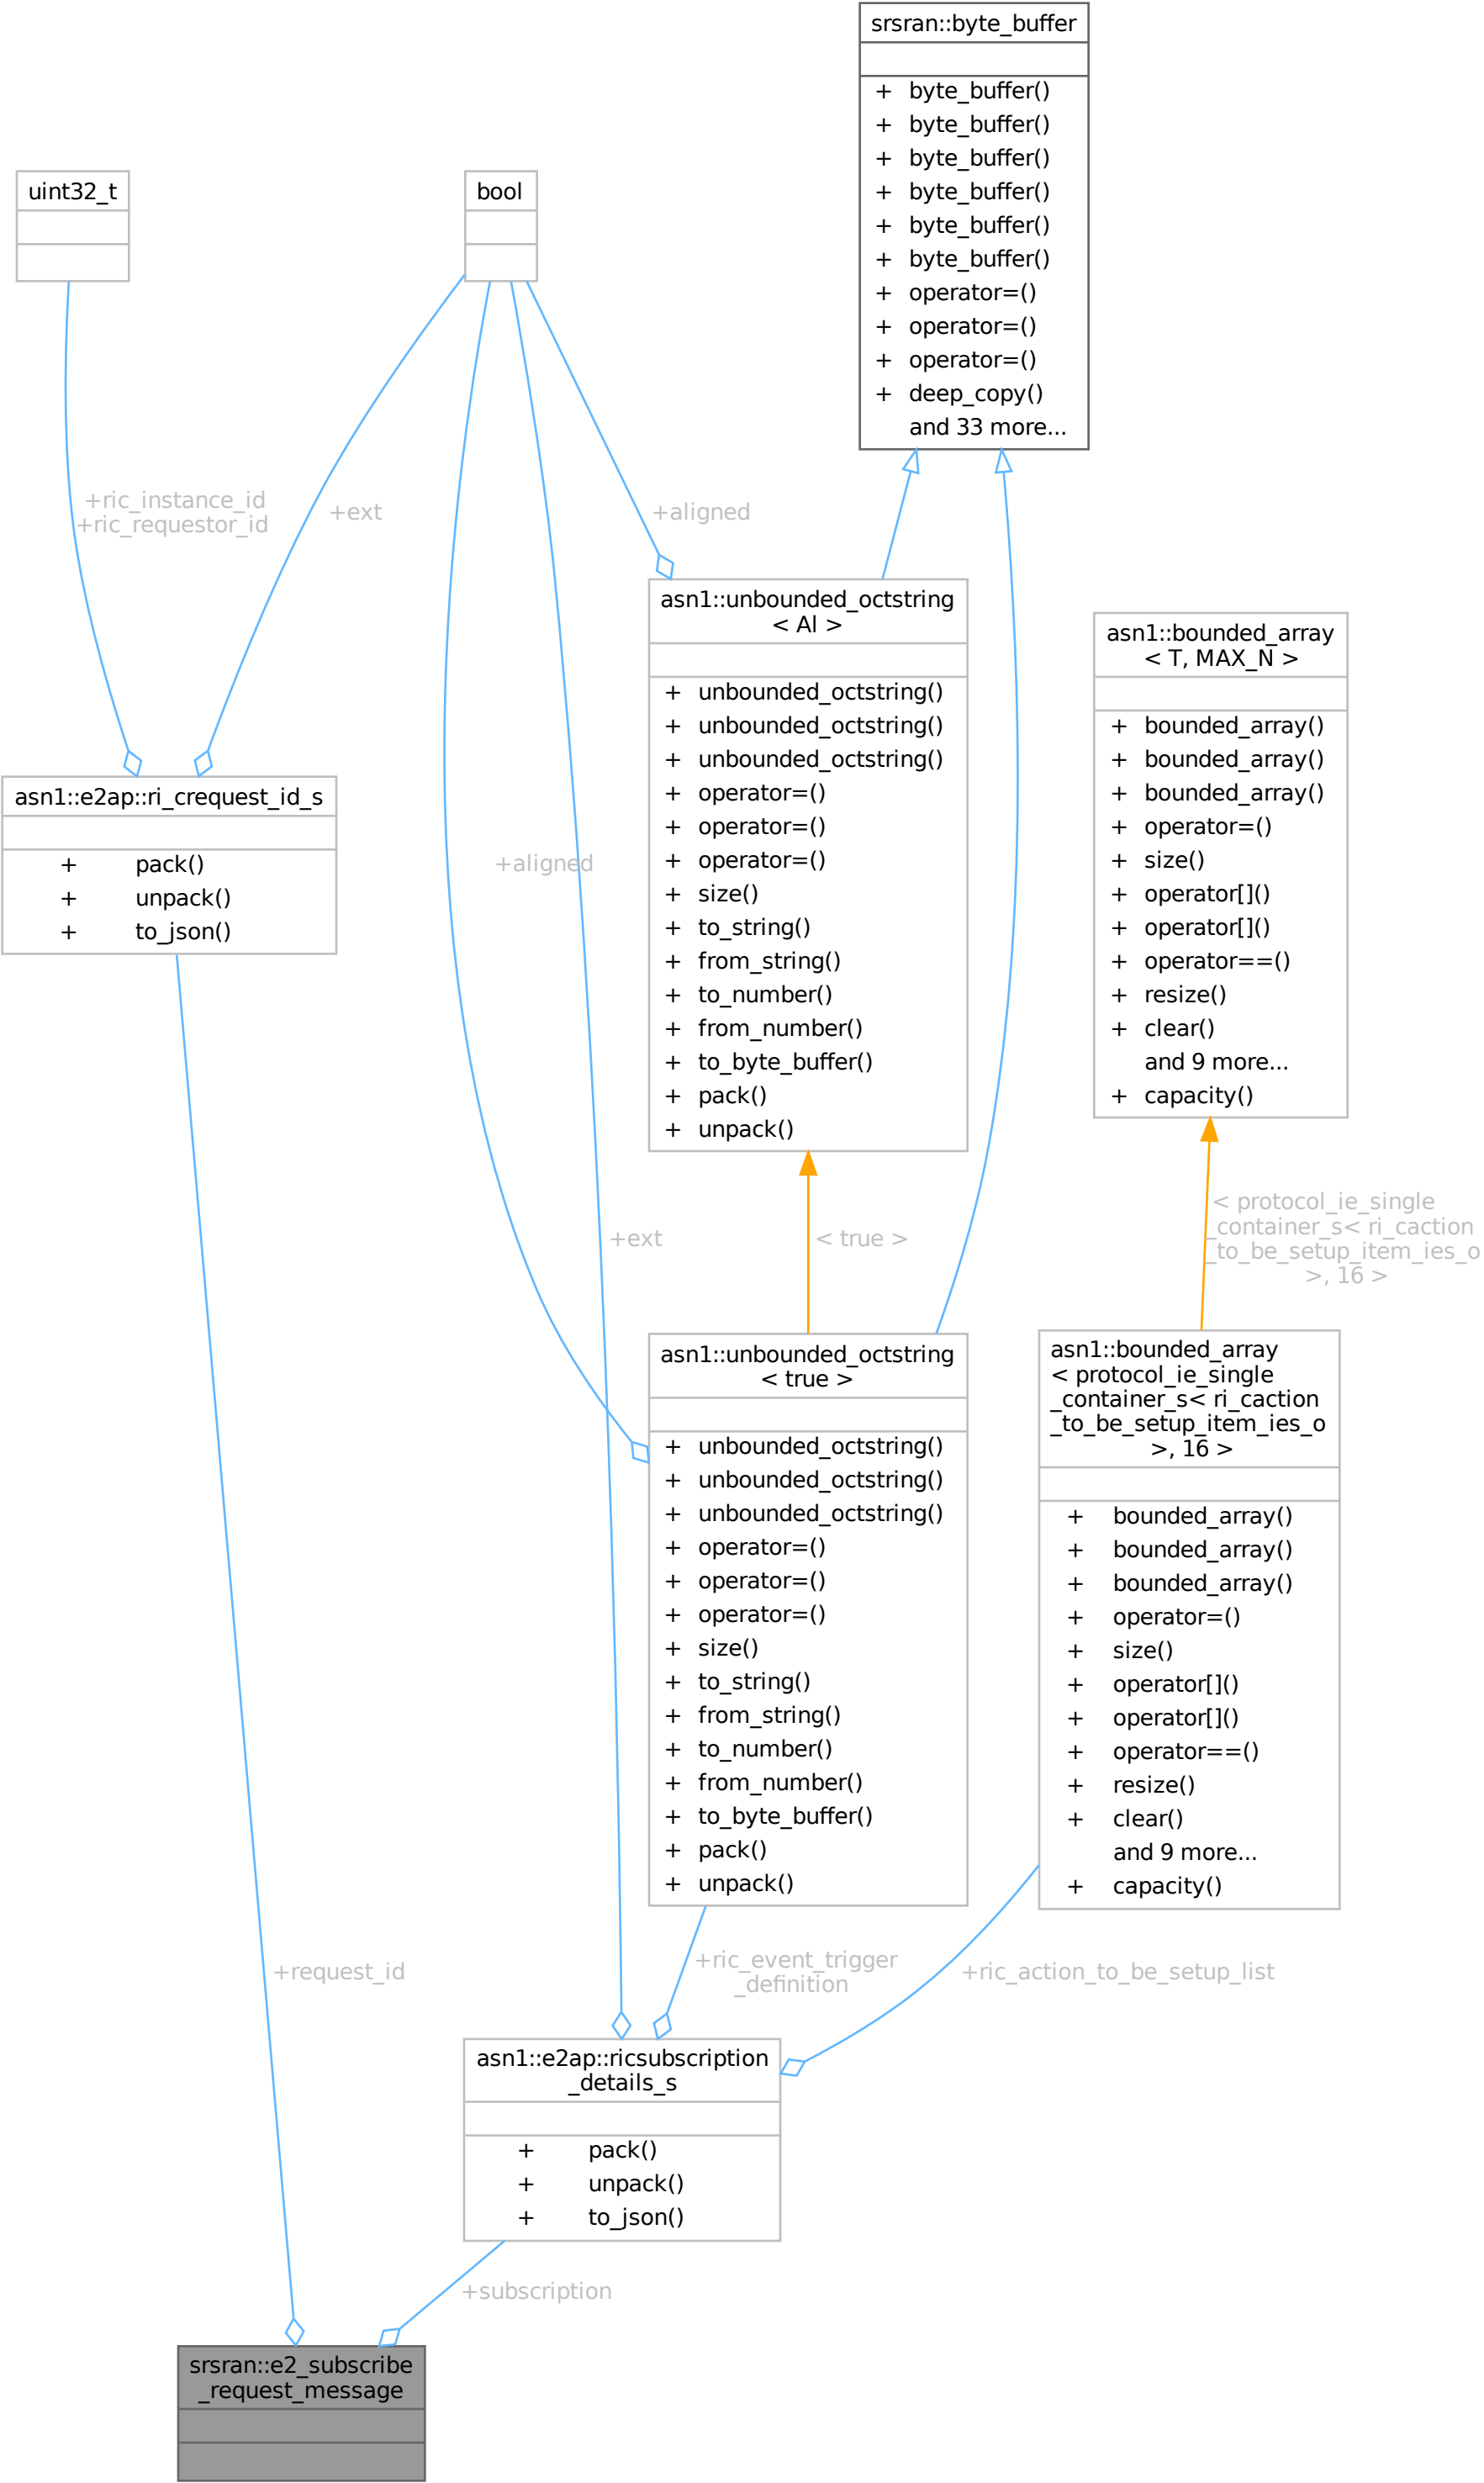 srsran::byte_buffer
+ byte_buffer()
+ byte_buffer()
+ byte_buffer()
+ byte_buffer()
+ byte_buffer()
+ byte_buffer()
+ operator=()
+ operator=()
+ operator=()
+ deep_copy()
and 33 more...
uint32_t
bool
+ric_instance_id
+ric_requestor_id
+ext
+aligned
asn1::unbounded_octstring
< Al >
+ unbounded_octstring()
+ unbounded_octstring()
+ unbounded_octstring()
+ operator=()
+ operator=()
+ operator=()
+ size()
+ to_string()
+ from_string()
+ to_number()
+ from_number()
+ to_byte_buffer()
+ pack()
+ unpack()
asn1::bounded_array
< T, MAX_N >
+ bounded_array()
+ bounded_array()
+ bounded_array()
+ operator=()
+ size()
+ operator[]()
+ operator[]()
+ operator==()
+ resize()
+ clear()
and 9 more...
+ capacity()
asn1::e2ap::ri_crequest_id_s
+ pack()
+ unpack()
+ to_json()
+aligned
+ext
< true >
< protocol_ie_single
_container_s< ri_caction
_to_be_setup_item_ies_o
>, 16 >
asn1::unbounded_octstring
< true >
+ unbounded_octstring()
+ unbounded_octstring()
+ unbounded_octstring()
+ operator=()
+ operator=()
+ operator=()
+ size()
+ to_string()
+ from_string()
+ to_number()
+ from_number()
+ to_byte_buffer()
+ pack()
+ unpack()
asn1::bounded_array
< protocol_ie_single
_container_s< ri_caction
_to_be_setup_item_ies_o
>, 16 >
+ bounded_array()
+ bounded_array()
+ bounded_array()
+ operator=()
+ size()
+ operator[]()
+ operator[]()
+ operator==()
+ resize()
+ clear()
and 9 more...
+ capacity()
+request_id
+ric_event_trigger
_definition
+ric_action_to_be_setup_list
asn1::e2ap::ricsubscription
_details_s
+ pack()
+ unpack()
+ to_json()
+subscription
srsran::e2_subscribe
_request_message